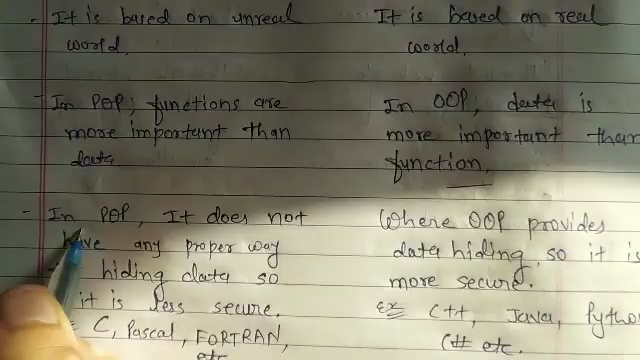 - It is based on unreal
world.
- In POP, functions are
more important than
data
- In POP, It does not
have any proper way
hiding data so
it is less secure.
C, Pascal, FORTRAN,
etc
It is based on real
world.
In OOP, data is
more important than
function.
Where OOP provides
data hiding, so it is
more secure.
Ex C++, Java, Pytho
C# etc.